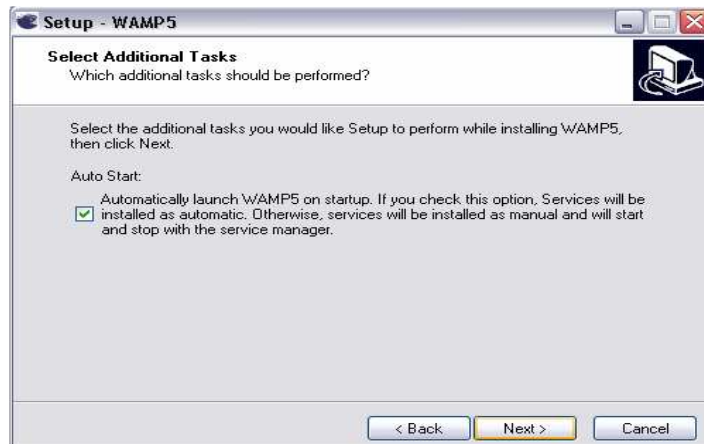 Setup - WAMP5
Select Additional Tasks
Which additional tasks should be performed?
Select the additional tasks you would like Setup to perform while installing WAMP5,
then click Next.
Auto Start:
Automatically launch WAMP5 on startup. If you check this option, Services will be
installed as automatic. Otherwise, services will be installed as manual and will start
and stop with the service manager.
< Back
Next >
Cancel